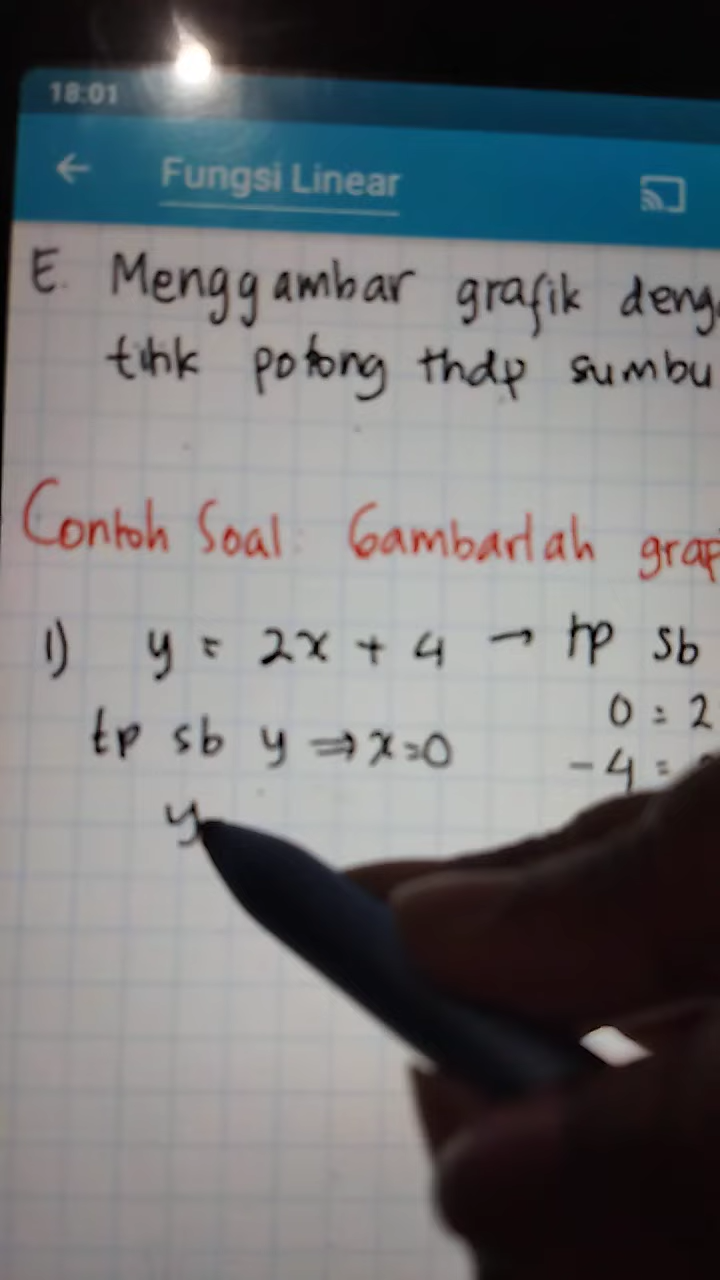 18:01
Fungsi Linear
E. Menggambar grafik deng
titik potong thdp sumbu
Contoh Soal: Gambarlah grap
1) y = 2x + 4 → tp sb
0 = 2
tp sb y ⇒ x=0
-4 =
y